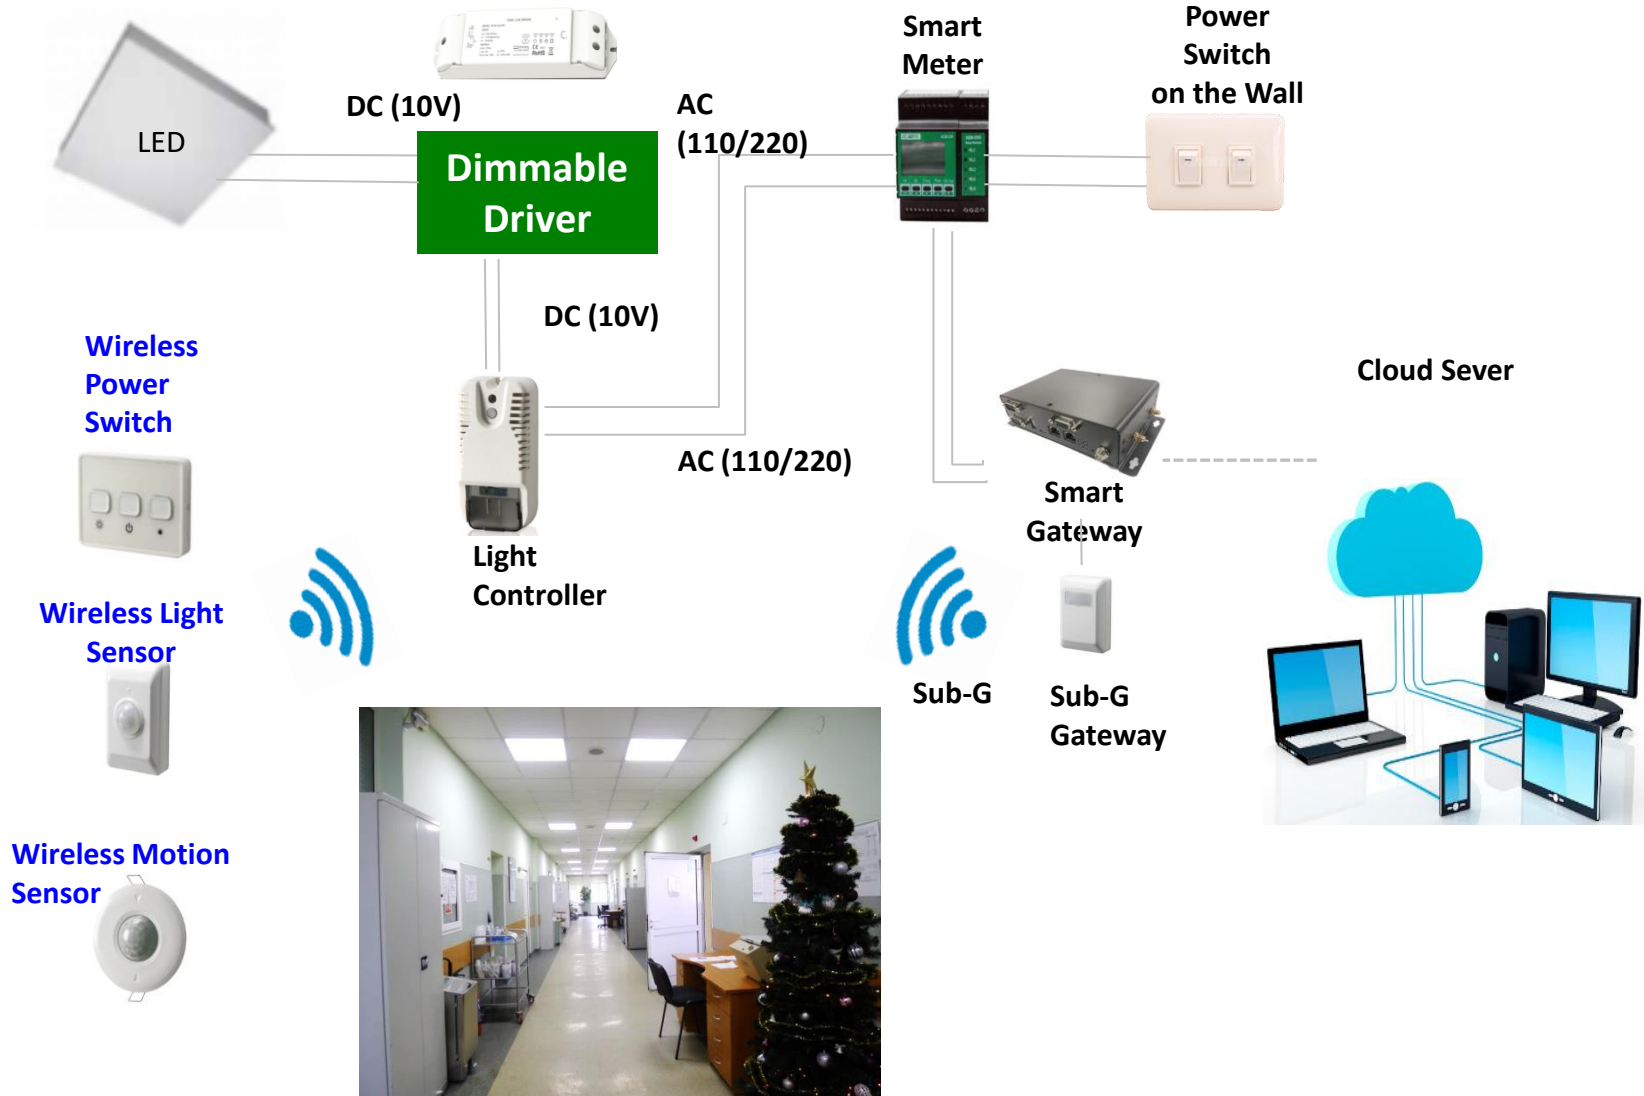 Smart
Meter
Power
Switch
on the Wall
DC (10V)
AC
(110/220)
LED
Dimmable
Driver
DC (10V)
Wireless
Power
Switch
Cloud Sever
AC (110/220)
Smart
Gateway
Light
Controller
Wireless Light
Sensor
Sub-G
Sub-G
Gateway
Wireless Motion
Sensor